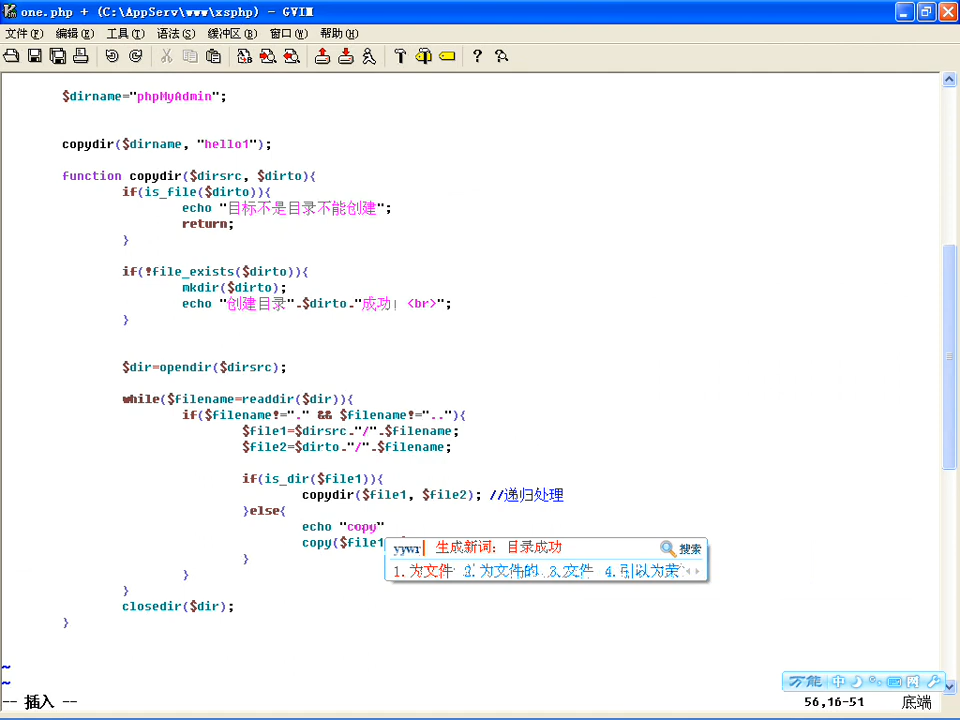 one.php + (C:\AppServ\www\xsphp) - GVIM
文件(F) 编辑(E) 工具(T) 语法(S) 缓冲区(B) 窗口(W) 帮助(H)
$dirname="phpMyAdmin";
copydir($dirname, "hello1");
function copydir($dirsrc, $dirto){
if(is_file($dirto)){
echo "目标不是目录不能创建";
return;
}
if(!file_exists($dirto)){
mkdir($dirto);
echo "创建目录".$dirto."成功！<br>";
}
$dir=opendir($dirsrc);
while($filename=readdir($dir)){
if($filename!="." && $filename!=".."){
$file1=$dirsrc."/".$filename;
$file2=$dirto."/".$filename;
if(is_dir($file1)){
copydir($file1, $file2); //递归处理
}else{
echo "copy"
copy($file1
yywr 生成新词：目录成功 搜索
1.为文件 2.为文件的 3.文件 4.引以为荣
}
}
}
closedir($dir);
}
~
~
万能 中
-- 插入 -- 56,16-51 底端